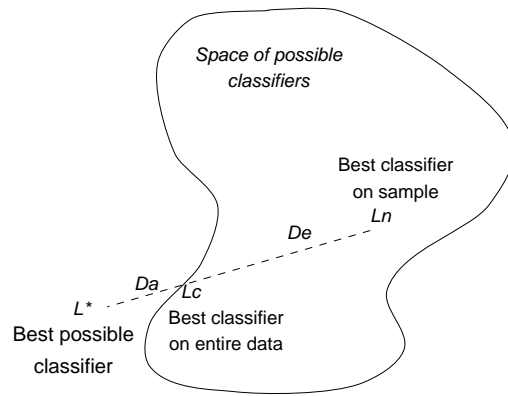 Space of possible
classifiers
Best classifier
on sample
Ln
De
Da
Lc
L*
Best possible
classifier
Best classifier
on entire data